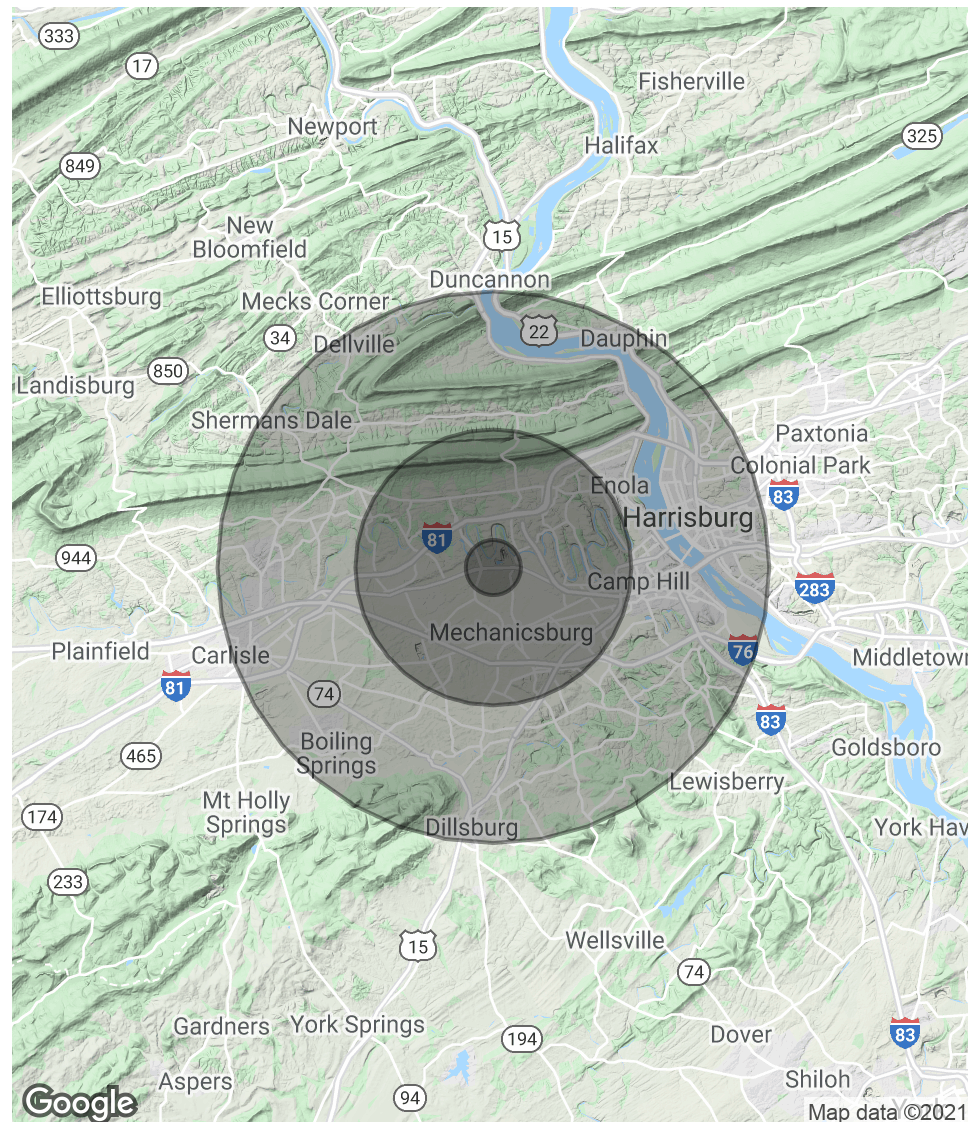 333
17
Fisherville
Newport
Halifax
325
849
New
Bloomfield
15
Duncannon
Elliottsburg
Mecks Corner
22
34
Dellville
Dauphin
850
Landisburg
Shermans Dale
Paxtonia
Colonial Park
Enola
83
Harrisburg
81
944
Camp Hill
283
Mechanicsburg
Plainfield
Carlisle
76
Middletown
81
74
83
Boiling
Springs
Goldsboro
465
Lewisberry
Mt Holly
Springs
174
Dillsburg
York Hav
233
Wellsville
15
74
Gardners
York Springs
194
Dover
83
Aspers
Shiloh
94
Google
Map data ©2021